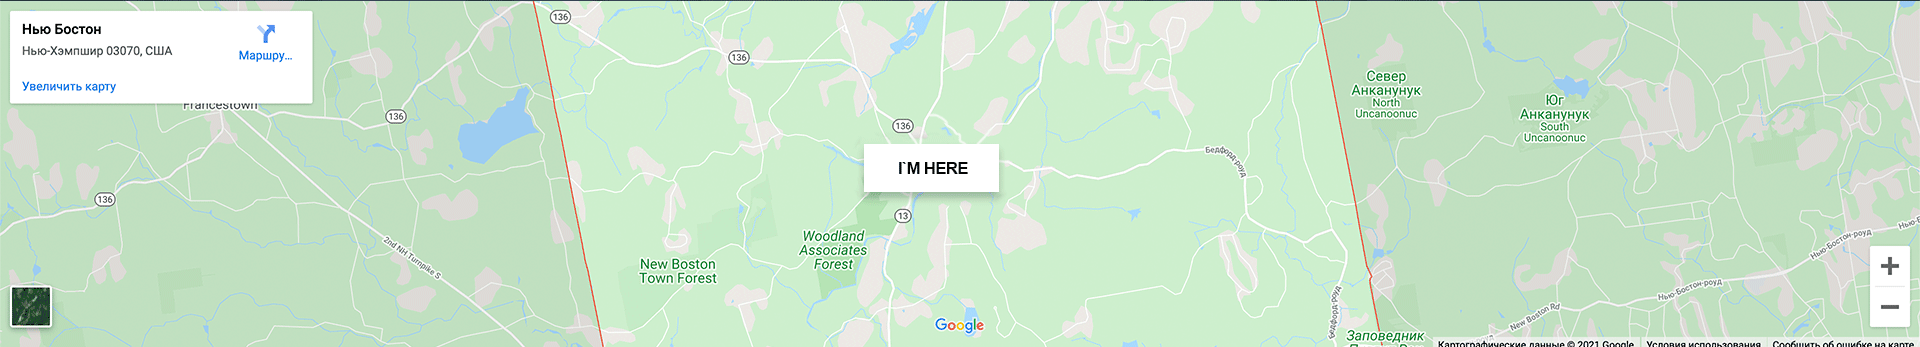 Нью Бостон
Нью-Хэмпшир 03070, США
Маршру...
Увеличить карту
Francestown
136
136
136
136
136
I`M HERE
13
2nd NH Turnpike S
New Boston
Town Forest
Woodland
Associates
Forest
Бедфорд-роуд
Бедфорд-роуд
Север
Анканунук
North
Uncanoonuc
Юг
Анканунук
South
Uncanoonuc
Нью-Бостон-роуд
Нью-Бостон-роуд
New Boston Rd
Заповедник
Google
Картографические данные © 2021 Google
Условия использования
Сообщить об ошибке на карте